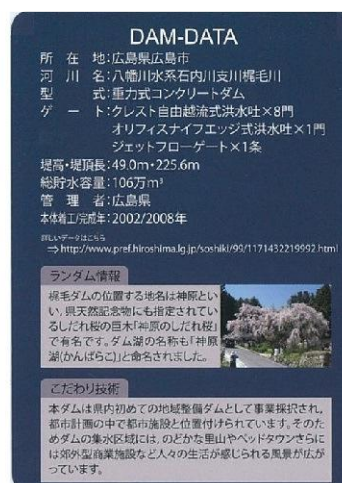 DAM-DATA
所在地:広島県広島市
河川名:八幡川水系石内川支川梶毛川
型式:重力式コンクリートダム
ゲート:クレスト自由越流式洪水吐×8門
オリフィスナイフエッジ式洪水吐×1門
ジェットフローゲート×1条
堤高・堤頂長:49.0m・225.6m
総貯水容量:106万m³
管理者:広島県
本体着工/完成年:2002/2008年
詳しいデータはこちら
⇒http://www.pref.hiroshima.lg.jp/soshiki/99/1171432219992.html
ランダム情報
梶毛ダムの位置する地名は神原とい
い、県天然記念物にも指定されてい
るしだれ桜の巨木「神原のしだれ桜」
で有名です。ダム湖の名称も「神原
湖(かんばらこ)」と命名されました。
こだわり技術
本ダムは県内初めての地域整備ダムとして事業採択され、
都市計画の中で都市施設と位置付けられています。そのた
めダムの集水区域には、のどかな里山やベッドタウンさらに
は郊外型商業施設など人々の生活が感じられる風景が広が
っています。